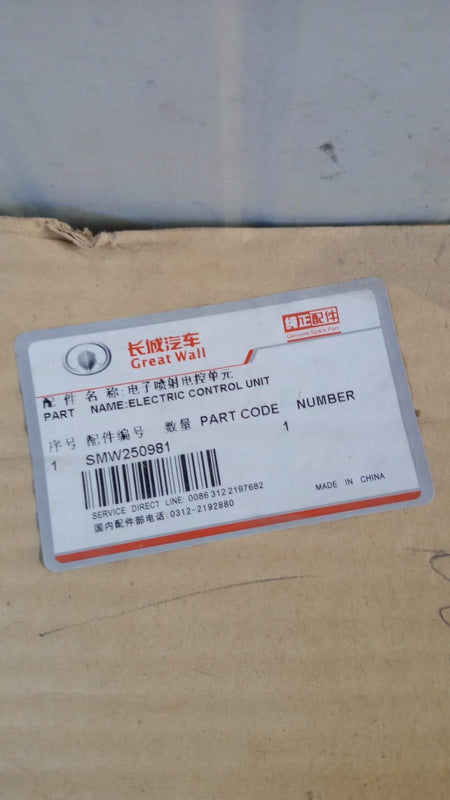 长城汽车
Great Wall
纯正配件
Genuine Spare Part
配 件 名 称:电子喷射电控单元
PART NAME:ELECTRIC CONTROL UNIT
序号 配件编号 数量 PART CODE NUMBER
1 SMW250981 1
SERVICE DIRECT LINE: 0086 312 2197682
国内配件部电话: 0312-2192880
MADE IN CHINA